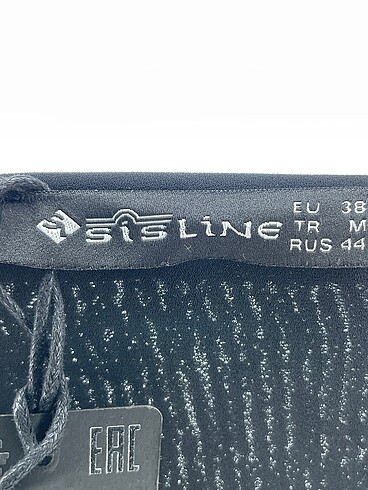 SISLINE
EU 38
TR M
RUS 44
EAC